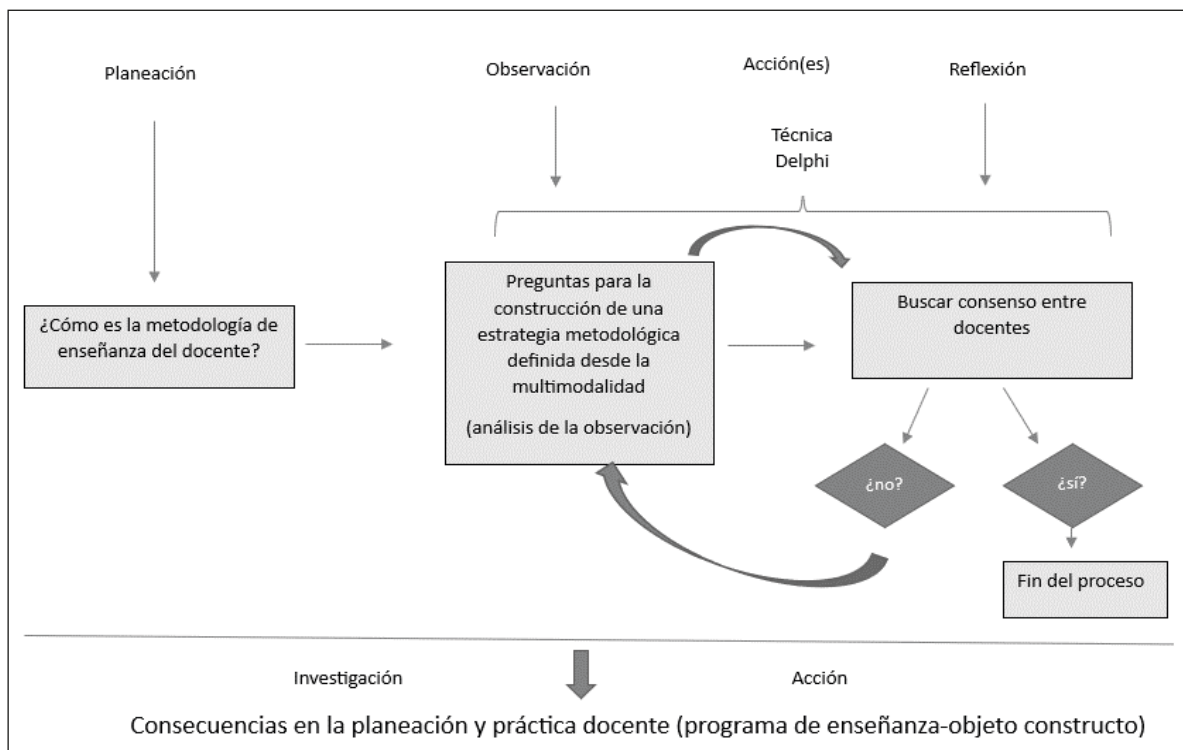 Planeación
Observación
Acción(es)
Reflexión
Técnica
Delphi
¿Cómo es la metodología de
enseñanza del docente?
Preguntas para la
construcción de una
estrategia metodológica
definida desde la
multimodalidad
(análisis de la observación)
Buscar consenso entre
docentes
¿no?
¿sí?
Fin del proceso
Investigación
Acción
Consecuencias en la planeación y práctica docente (programa de enseñanza-objeto constructo)